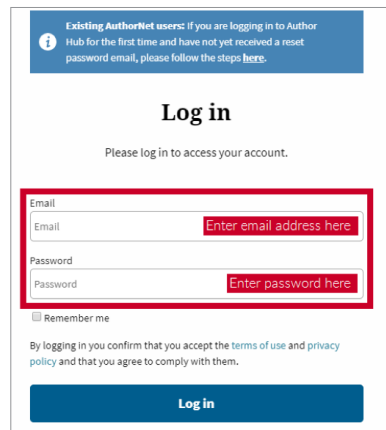 Existing AuthorNet users: If you are logging in to Author
Hub for the first time and have not yet received a reset
password email, please follow the steps here.
Log in
Please log in to access your account.
Email
Email
Enter email address here
Password
Password
Enter password here
Remember me
By logging in you confirm that you accept the terms of use and privacy
policy and that you agree to comply with them.
Log in